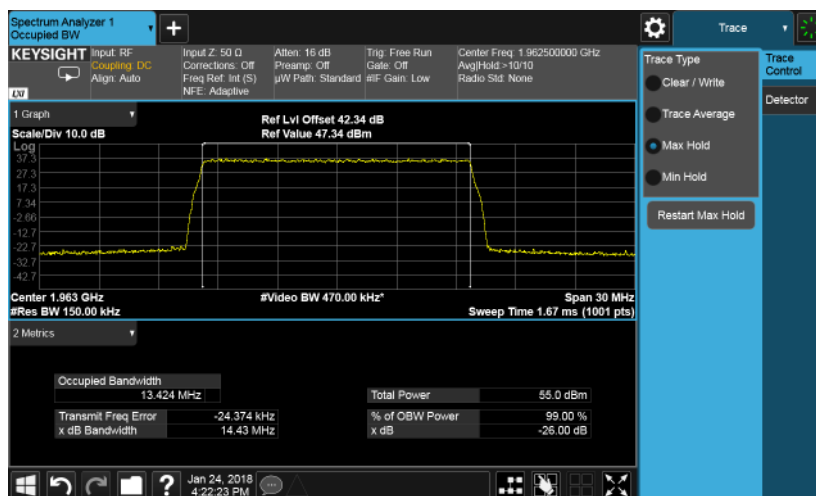 Spectrum Analyzer 1
Occupied BW
+
Trace
KEYSIGHT
LXI
Input: RF
Coupling: DC
Align: Auto
Input Z: 50 Ω
Corrections: Off
Freq Ref: Int (S)
NFE: Adaptive
Atten: 16 dB
Preamp: Off
µW Path: Standard
Trig: Free Run
Gate: Off
#IF Gain: Low
Center Freq: 1.962500000 GHz
Avg|Hold:>10/10
Radio Std: None
Trace Type
Clear / Write
Trace Average
Max Hold
Min Hold
Restart Max Hold
Trace
Control
Detector
1 Graph
Scale/Div 10.0 dB
Ref Lvl Offset 42.34 dB
Ref Value 47.34 dBm
Log
37.3
27.3
17.3
7.34
-2.66
-12.7
-22.7
-32.7
-42.7
Center 1.963 GHz
#Video BW 470.00 kHz*
Span 30 MHz
#Res BW 150.00 kHz
Sweep Time 1.67 ms (1001 pts)
2 Metrics
Occupied Bandwidth
13.424 MHz
Total Power 55.0 dBm
Transmit Freq Error -24.374 kHz
% of OBW Power 99.00 %
x dB Bandwidth 14.43 MHz
x dB -26.00 dB
?
Jan 24, 2018
4:22:23 PM